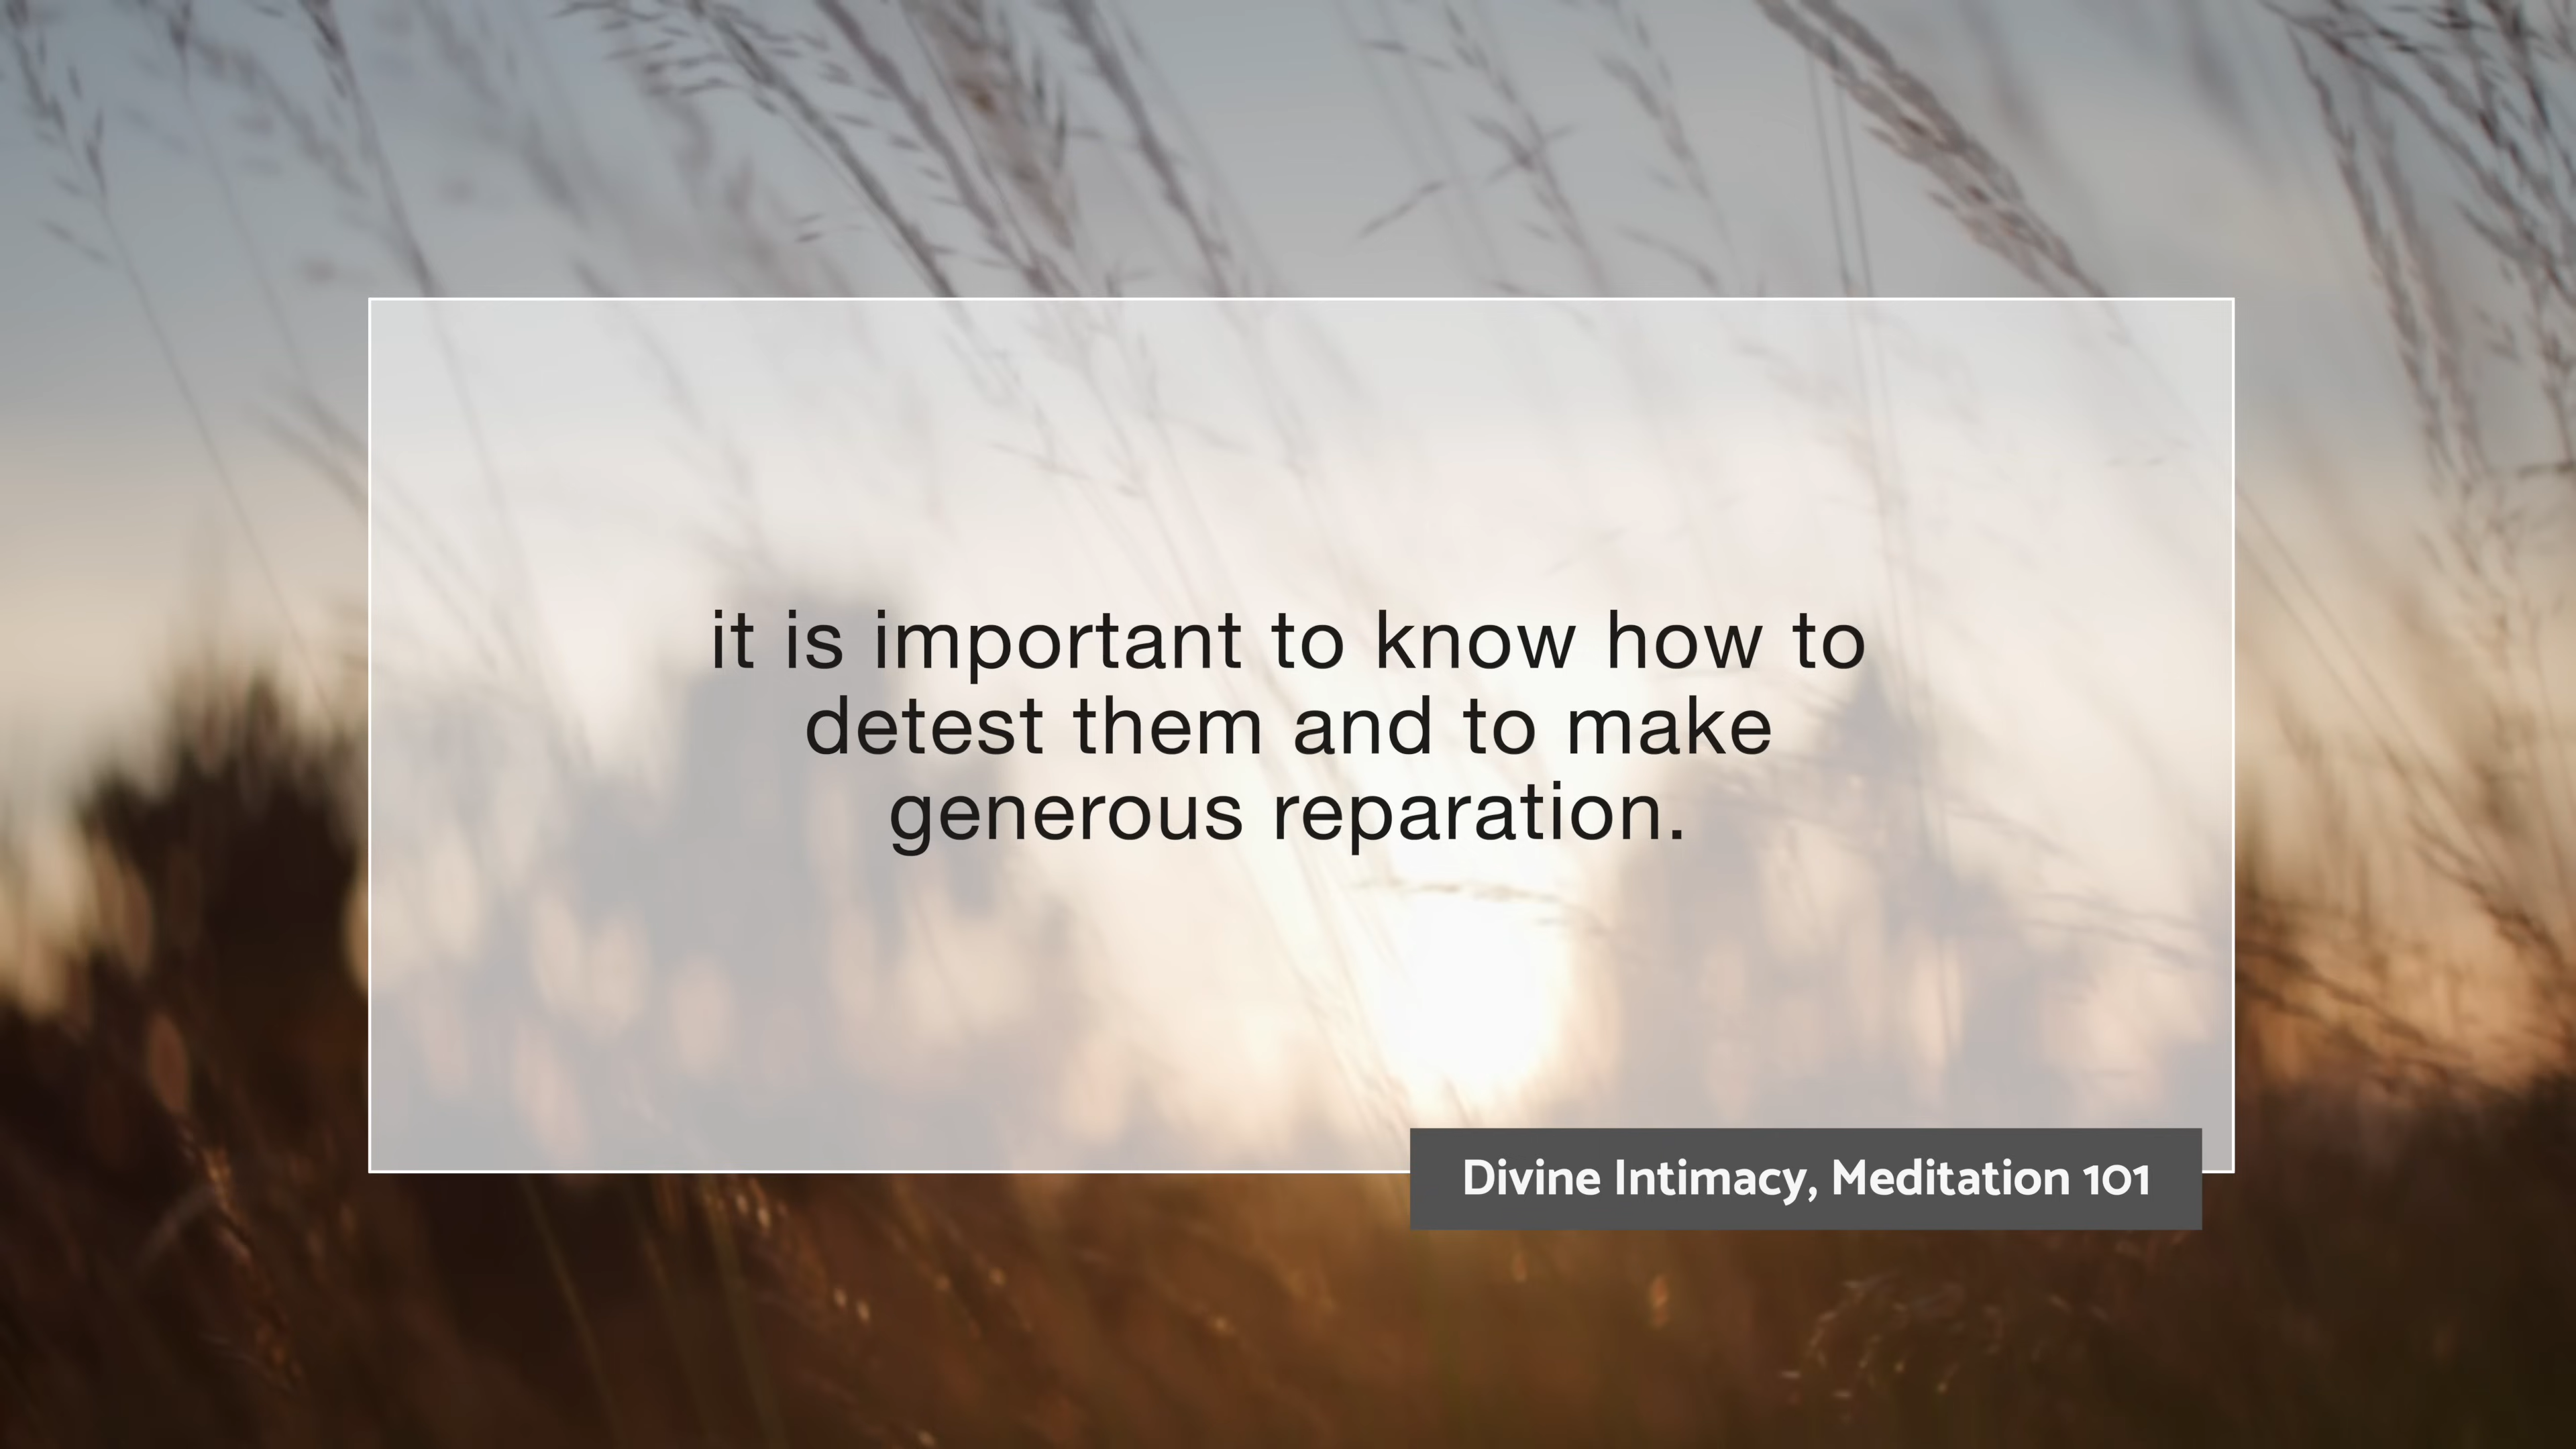 it is important to know how to
detest them and to make
generous reparation.
Divine Intimacy, Meditation 101